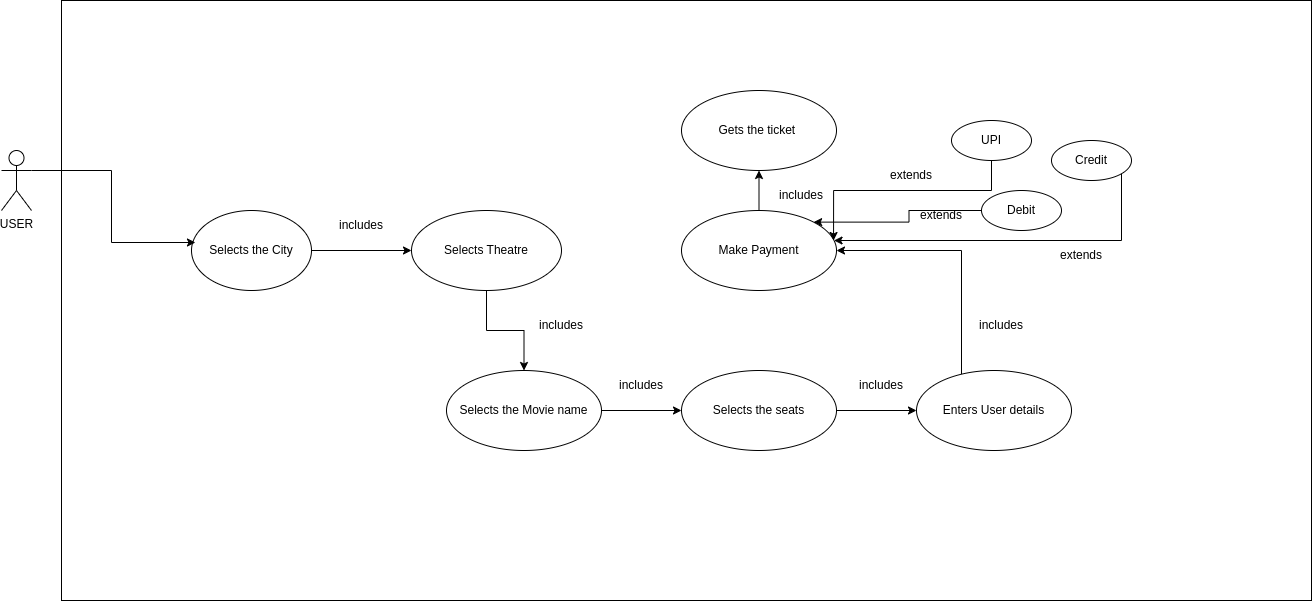 Gets the ticket
UPI
Credit
extends
includes
Debit
extends
USER
includes
Selects the City
Selects Theatre
Make Payment
extends
includes
includes
includes
includes
Selects the Movie name
Selects the seats
Enters User details